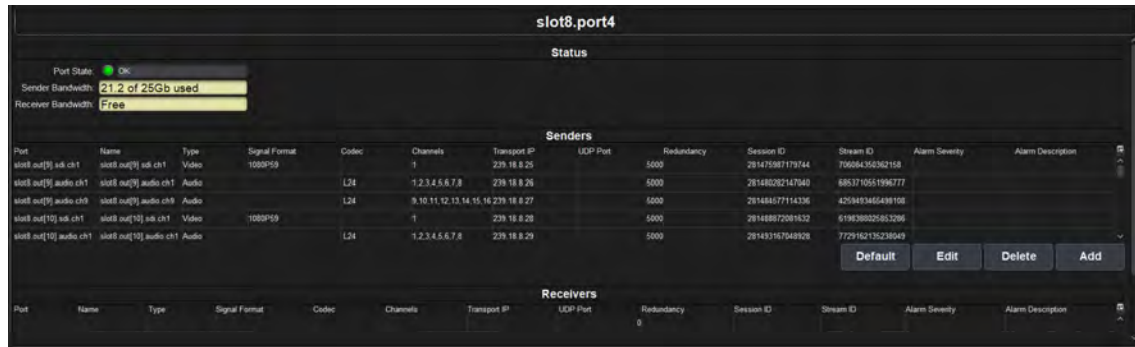 slot8.port4
Status
Port State: OK
Sender Bandwidth: 21.2 of 25Gb used
Receiver Bandwidth: Free
Senders
Port Name Type Signal Format Codec Channels Transport IP UDP Port Redundancy Session ID Stream ID Alarm Severity Alarm Description
slot8.out[9].sdi.ch1 slot8.out[9].sdi.ch1 Video 1080P59 1 239.18.8.25 5000 281475987179744 706084350362158
slot8.out[9].audio.ch1 slot8.out[9].audio.ch1 Audio L24 1,2,3,4,5,6,7,8 239.18.8.26 5000 281480282147040 6853710551996777
slot8.out[9].audio.ch9 slot8.out[9].audio.ch9 Audio L24 9,10,11,12,13,14,15,16 239.18.8.27 5000 281484577114336 4259493465498108
slot8.out[10].sdi.ch1 slot8.out[10].sdi.ch1 Video 1080P59 1 239.18.8.28 5000 281488872081632 6198388025853286
slot8.out[10].audio.ch1 slot8.out[10].audio.ch1 Audio L24 1,2,3,4,5,6,7,8 239.18.8.29 5000 281493167048928 7729162135238049
Default Edit Delete Add
Receivers
Port Name Type Signal Format Codec Channels Transport IP UDP Port Redundancy Session ID Stream ID Alarm Severity Alarm Description
0